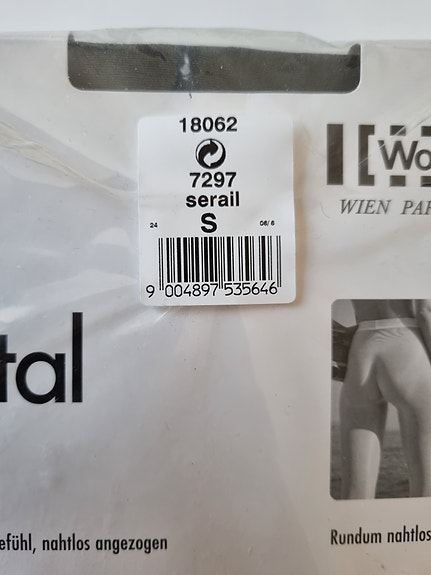 18062
7297
serail
S
24 06/ 6
9 004897 535646
Wo
WIEN PAR
tal
efühl, nahtlos angezogen
Rundum nahtlos